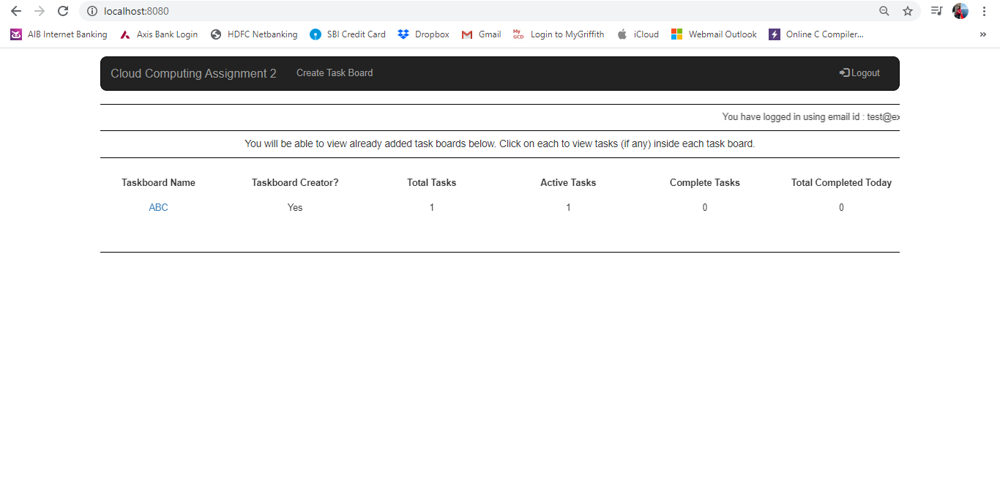 localhost:8080
AIB Internet Banking Axis Bank Login HDFC Netbanking SBI Credit Card Dropbox Gmail My GCD Login to MyGriffith iCloud Webmail Outlook Online C Compiler... »
Cloud Computing Assignment 2 Create Task Board Logout
You have logged in using email id : test@ex
You will be able to view already added task boards below. Click on each to view tasks (if any) inside each task board.
Taskboard Name Taskboard Creator? Total Tasks Active Tasks Complete Tasks Total Completed Today
ABC Yes 1 1 0 0